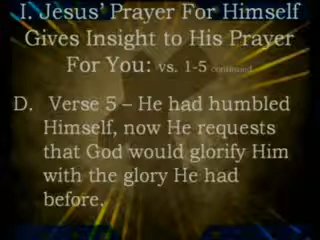 I. Jesus' Prayer For Himself
Gives Insight to His Prayer
For You: vs. 1-5 continued
D. Verse 5 – He had humbled
Himself, now He requests
that God would glorify Him
with the glory He had
before.